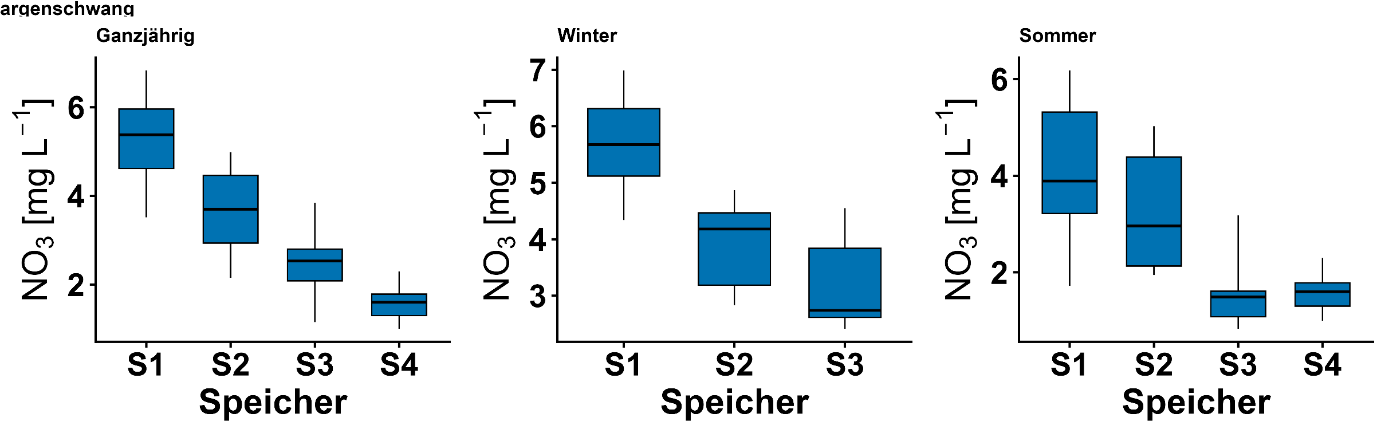 argenschwang
Ganzjährig
NO₃ [mg L⁻¹]
6
4
2
S1 S2 S3 S4
Speicher
Winter
NO₃ [mg L⁻¹]
7
6
5
4
3
S1 S2 S3
Speicher
Sommer
NO₃ [mg L⁻¹]
6
4
2
S1 S2 S3 S4
Speicher